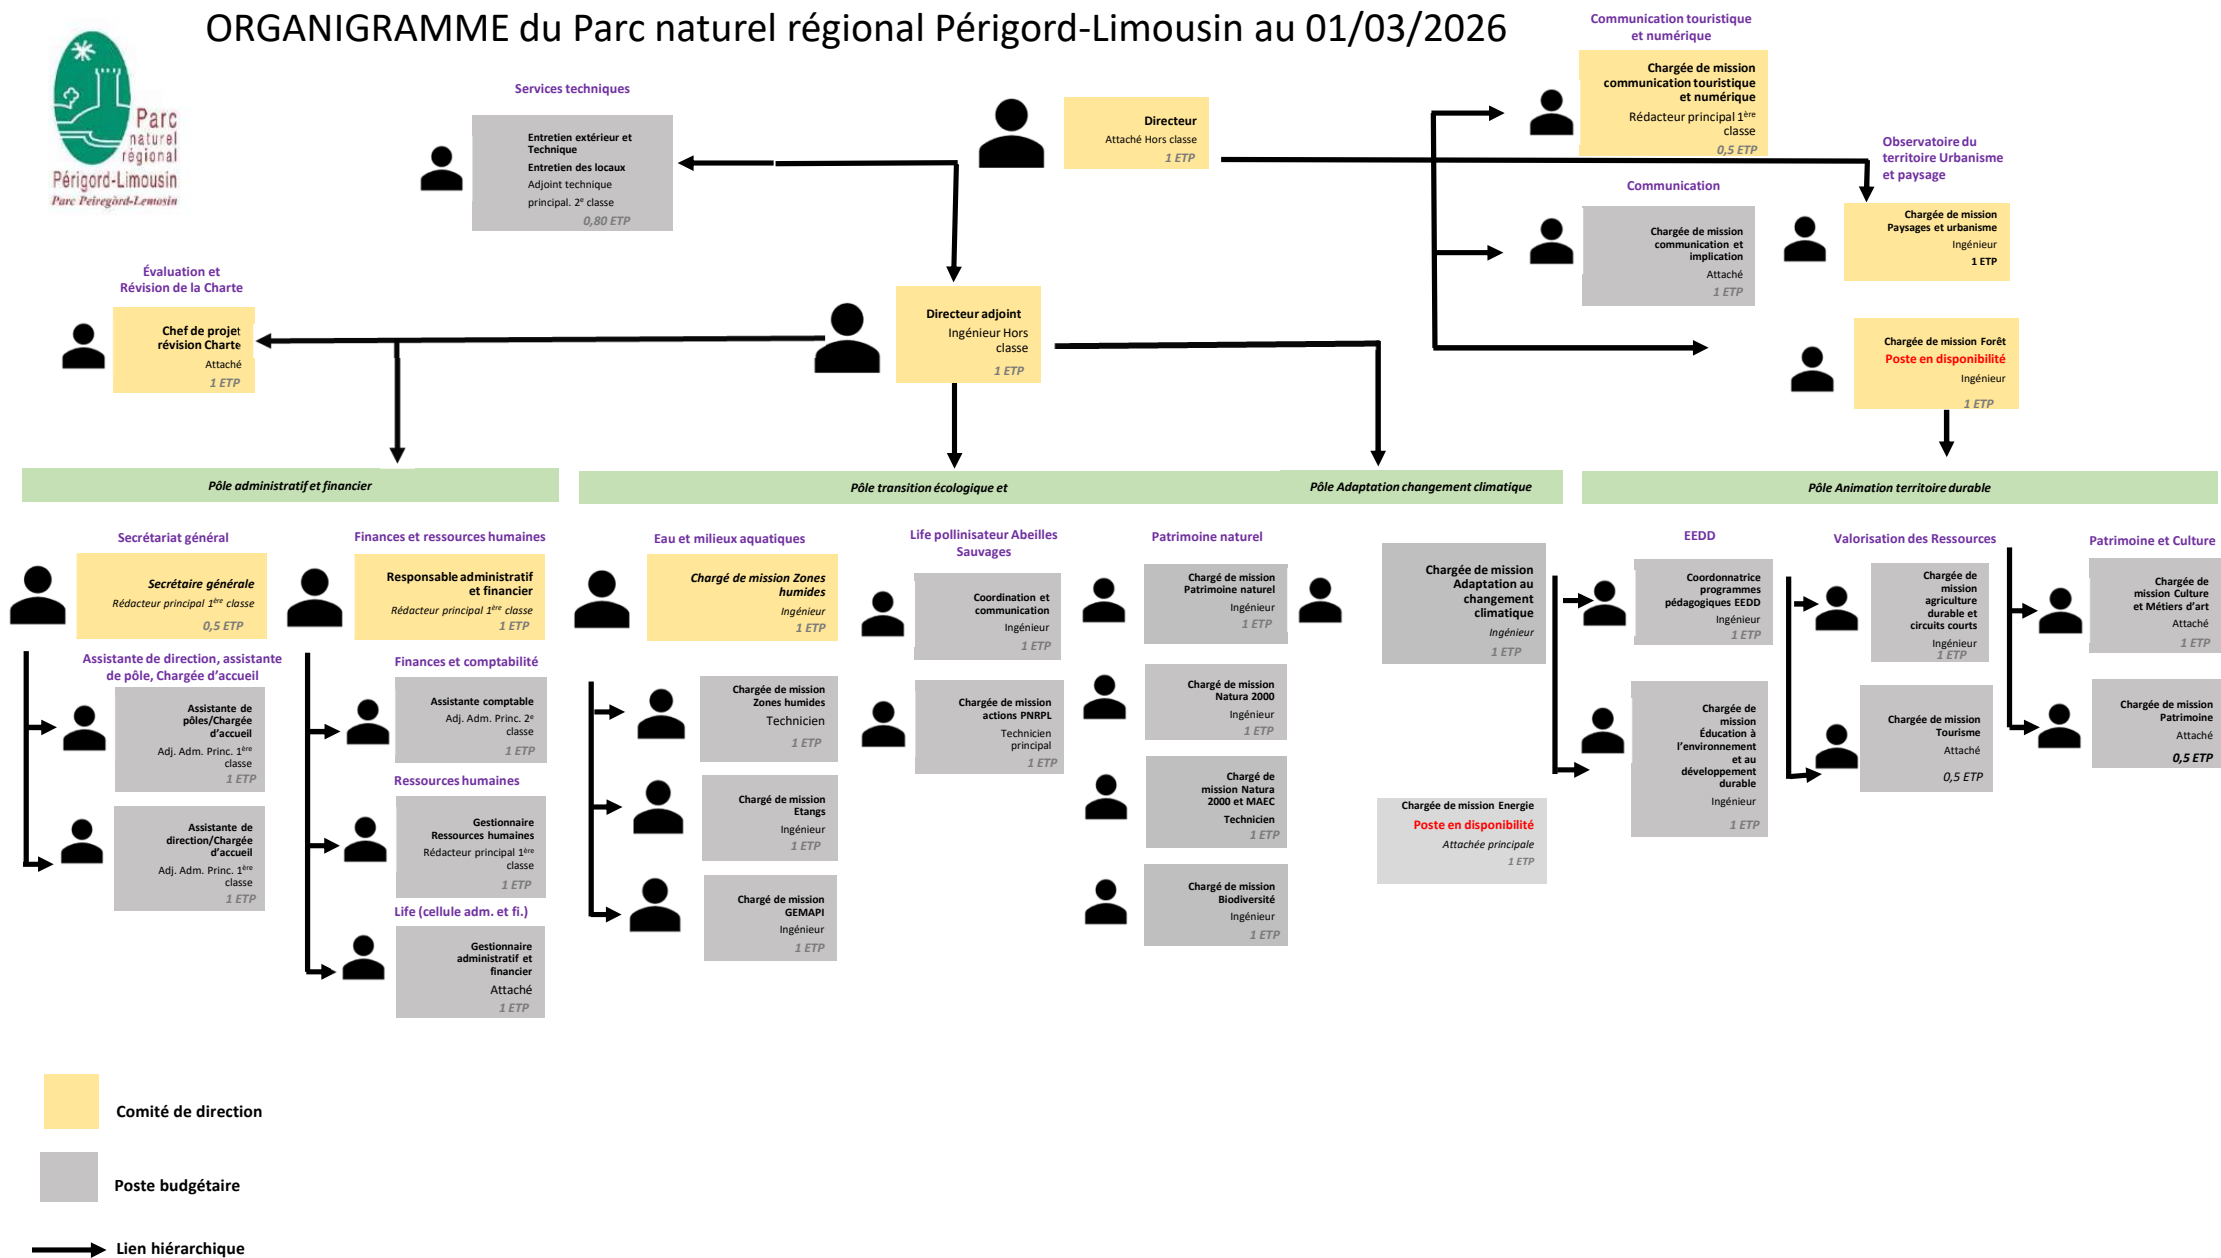 ORGANIGRAMME du Parc naturel régional Périgord-Limousin au 01/03/2026
Parc
naturel
régional
Périgord-Limousin
Parc Peiregòrd-Lemosin
Services techniques
Entretien extérieur et
Technique
Entretien des locaux
Adjoint technique
principal. 2e classe
0,80 ETP
Directeur
Attaché Hors classe
1 ETP
Communication touristique
et numérique
Chargée de mission
communication touristique
et numérique
Rédacteur principal 1ère
classe
0,5 ETP
Observatoire du
territoire Urbanisme
et paysage
Chargée de mission
Paysages et urbanisme
Ingénieur
1 ETP
Communication
Chargée de mission
communication et
implication
Attaché
1 ETP
Évaluation et
Révision de la Charte
Chef de projet
révision Charte
Attaché
1 ETP
Directeur adjoint
Ingénieur Hors
classe
1 ETP
Chargée de mission Forêt
Poste en disponibilité
Ingénieur
1 ETP
Pôle administratif et financier
Pôle transition écologique et
Pôle Adaptation changement climatique
Pôle Animation territoire durable
Secrétariat général
Secrétaire générale
Rédacteur principal 1ère classe
0,5 ETP
Assistante de direction, assistante
de pôle, Chargée d'accueil
Assistante de
pôles/Chargée
d'accueil
Adj. Adm. Princ. 1ère
classe
1 ETP
Assistante de
direction/Chargée
d'accueil
Adj. Adm. Princ. 1ère
classe
1 ETP
Finances et ressources humaines
Responsable administratif
et financier
Rédacteur principal 1ère classe
1 ETP
Finances et comptabilité
Assistante comptable
Adj. Adm. Princ. 2e
classe
1 ETP
Ressources humaines
Gestionnaire
Ressources humaines
Rédacteur principal 1ère
classe
1 ETP
Life (cellule adm. et fi.)
Gestionnaire
administratif et
financier
Attaché
1 ETP
Eau et milieux aquatiques
Chargé de mission Zones
humides
Ingénieur
1 ETP
Chargée de mission
Zones humides
Technicien
1 ETP
Chargé de mission
Etangs
Ingénieur
1 ETP
Chargé de mission
GEMAPI
Ingénieur
1 ETP
Life pollinisateur Abeilles
Sauvages
Coordination et
communication
Ingénieur
1 ETP
Chargée de mission
actions PNRPL
Technicien
principal
1 ETP
Patrimoine naturel
Chargé de mission
Patrimoine naturel
Ingénieur
1 ETP
Chargé de mission
Natura 2000
Ingénieur
1 ETP
Chargé de
mission Natura
2000 et MAEC
Technicien
1 ETP
Chargé de mission
Biodiversité
Ingénieur
1 ETP
Chargée de mission
Adaptation au
changement
climatique
Ingénieur
1 ETP
Chargée de mission Energie
Poste en disponibilité
Attachée principale
1 ETP
EEDD
Coordonnatrice
programmes
pédagogiques EEDD
Ingénieur
1 ETP
Chargée de
mission
Éducation à
l'environnement
et au
développement
durable
Ingénieur
1 ETP
Valorisation des Ressources
Chargée de
mission
agriculture
durable et
circuits courts
Ingénieur
1 ETP
Chargée de mission
Tourisme
Attaché
0,5 ETP
Patrimoine et Culture
Chargée de
mission Culture
et Métiers d'art
Attaché
1 ETP
Chargée de mission
Patrimoine
Attaché
0,5 ETP
Comité de direction
Poste budgétaire
Lien hiérarchique